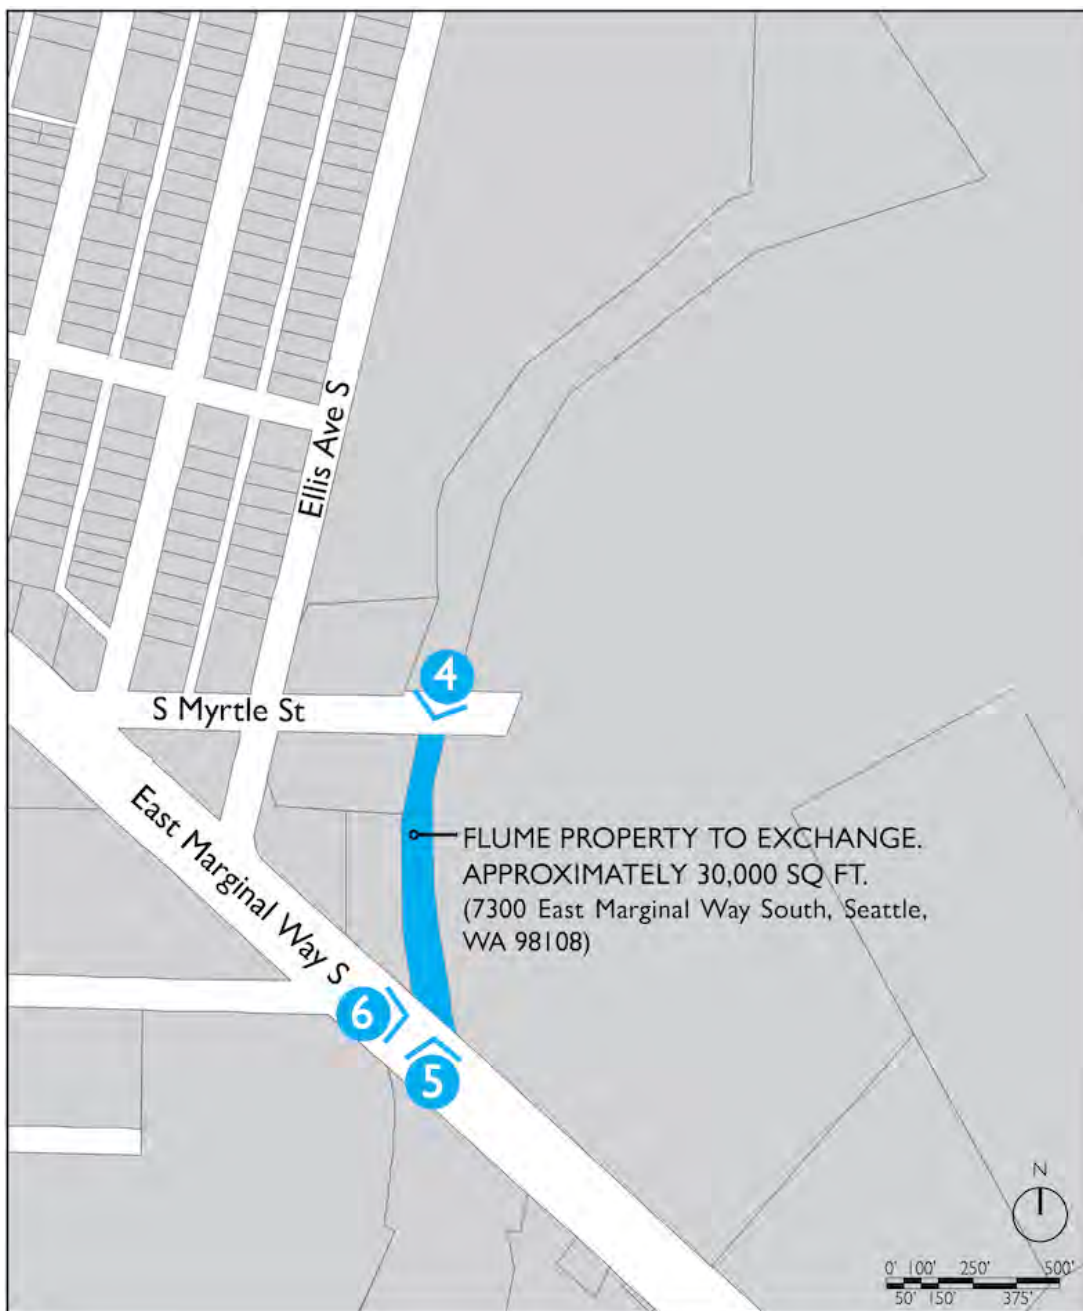 Ellis Ave S
4
S Myrtle St
East Marginal Way S
FLUME PROPERTY TO EXCHANGE.
APPROXIMATELY 30,000 SQ FT.
(7300 East Marginal Way South, Seattle,
WA 98108)
6
5
N
0' 100' 250' 500'
50' 150' 375'